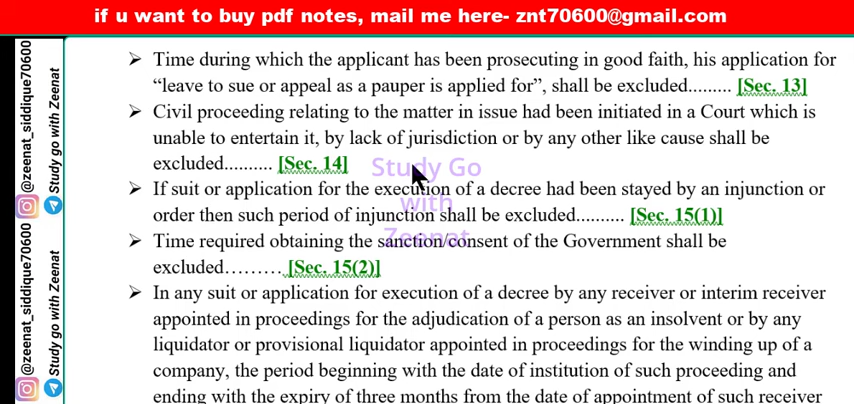 if u want to buy pdf notes, mail me here- znt70600@gmail.com
➢ Time during which the applicant has been prosecuting in good faith, his application for
“leave to sue or appeal as a pauper is applied for”, shall be excluded......... [Sec. 13]
➢ Civil proceeding relating to the matter in issue had been initiated in a Court which is
unable to entertain it, by lack of jurisdiction or by any other like cause shall be
excluded.......... [Sec. 14]
➢ If suit or application for the execution of a decree had been stayed by an injunction or
order then such period of injunction shall be excluded.......... [Sec. 15(1)]
➢ Time required obtaining the sanction/consent of the Government shall be
excluded……… [Sec. 15(2)]
➢ In any suit or application for execution of a decree by any receiver or interim receiver
appointed in proceedings for the adjudication of a person as an insolvent or by any
liquidator or provisional liquidator appointed in proceedings for the winding up of a
company, the period beginning with the date of institution of such proceeding and
ending with the expiry of three months from the date of appointment of such receiver
Study Go
with
Zeenat
@zeenat_siddique70600
Study go with Zeenat
@zeenat_siddique70600
Study go with Zeenat